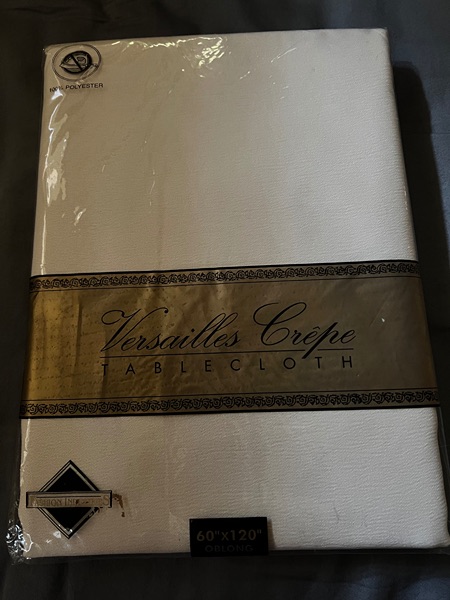 100% POLYESTER
Versailles Crêpe
TABLECLOTH
60"x120"
OBLONG